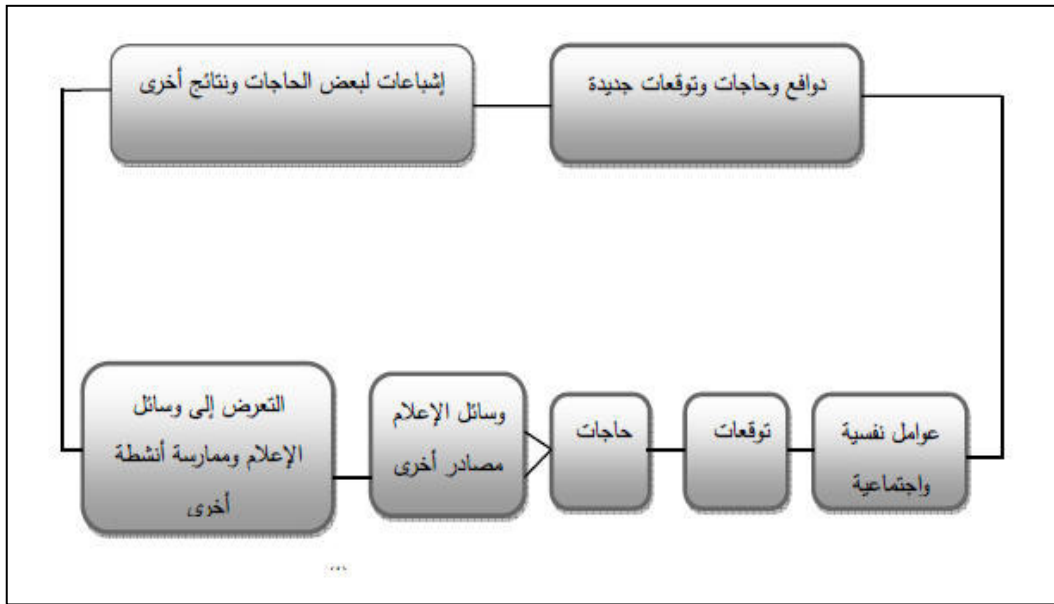 دوافع وحاجات وتوقعات جديدة
إشباعات لبعض الحاجات ونتائج أخرى
عوامل نفسية
واجتماعية
توقعات
حاجات
وسائل الإعلام
مصادر أخرى
التعرض إلى وسائل
الإعلام وممارسة أنشطة
أخرى